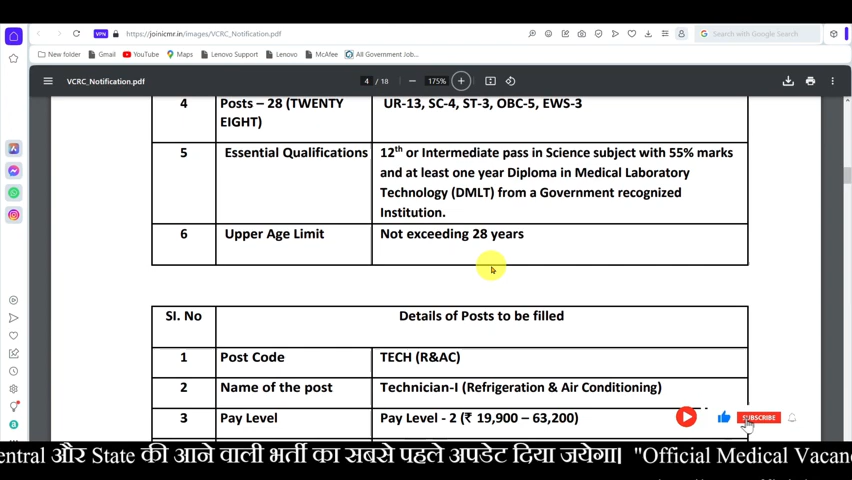 VPN https://joinicmr.in/images/VCRC_Notification.pdf Search with Google
New folder Gmail YouTube Maps Lenovo Support Lenovo McAfee All Government Job...
VCRC_Notification.pdf 4 / 18 175%
4 Posts – 28 (TWENTY EIGHT) UR-13, SC-4, ST-3, OBC-5, EWS-3
5 Essential Qualifications 12th or Intermediate pass in Science subject with 55% marks
and at least one year Diploma in Medical Laboratory
Technology (DMLT) from a Government recognized
Institution.
6 Upper Age Limit Not exceeding 28 years
SI. No Details of Posts to be filled
1 Post Code TECH (R&AC)
2 Name of the post Technician-I (Refrigeration & Air Conditioning)
3 Pay Level Pay Level - 2 (₹ 19,900 – 63,200)
SUBSCRIBE
entral और State की आने वाली भर्ती का सबसे पहले अपडेट दिया जयेगा। "Official Medical Vacan